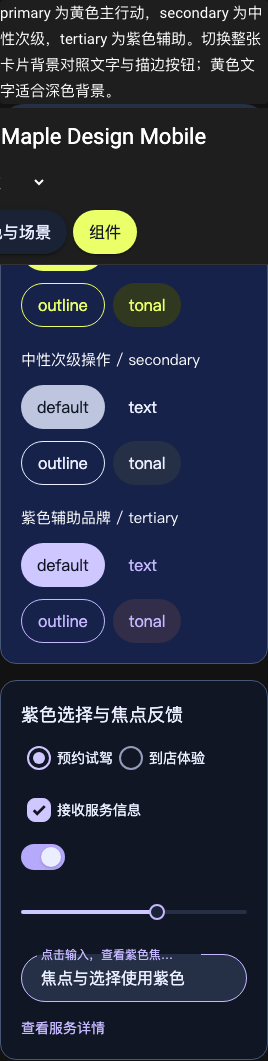 primary 为黄色主行动，secondary 为中
性次级，tertiary 为紫色辅助。切换整张
卡片背景对照文字与描边按钮；黄色文
字适合深色背景。
Maple Design Mobile
与场景
组件
outline
tonal
中性次级操作 / secondary
default
text
outline
tonal
紫色辅助品牌 / tertiary
default
text
outline
tonal
紫色选择与焦点反馈
预约试驾
到店体验
接收服务信息
点击输入，查看紫色焦…
焦点与选择使用紫色
查看服务详情